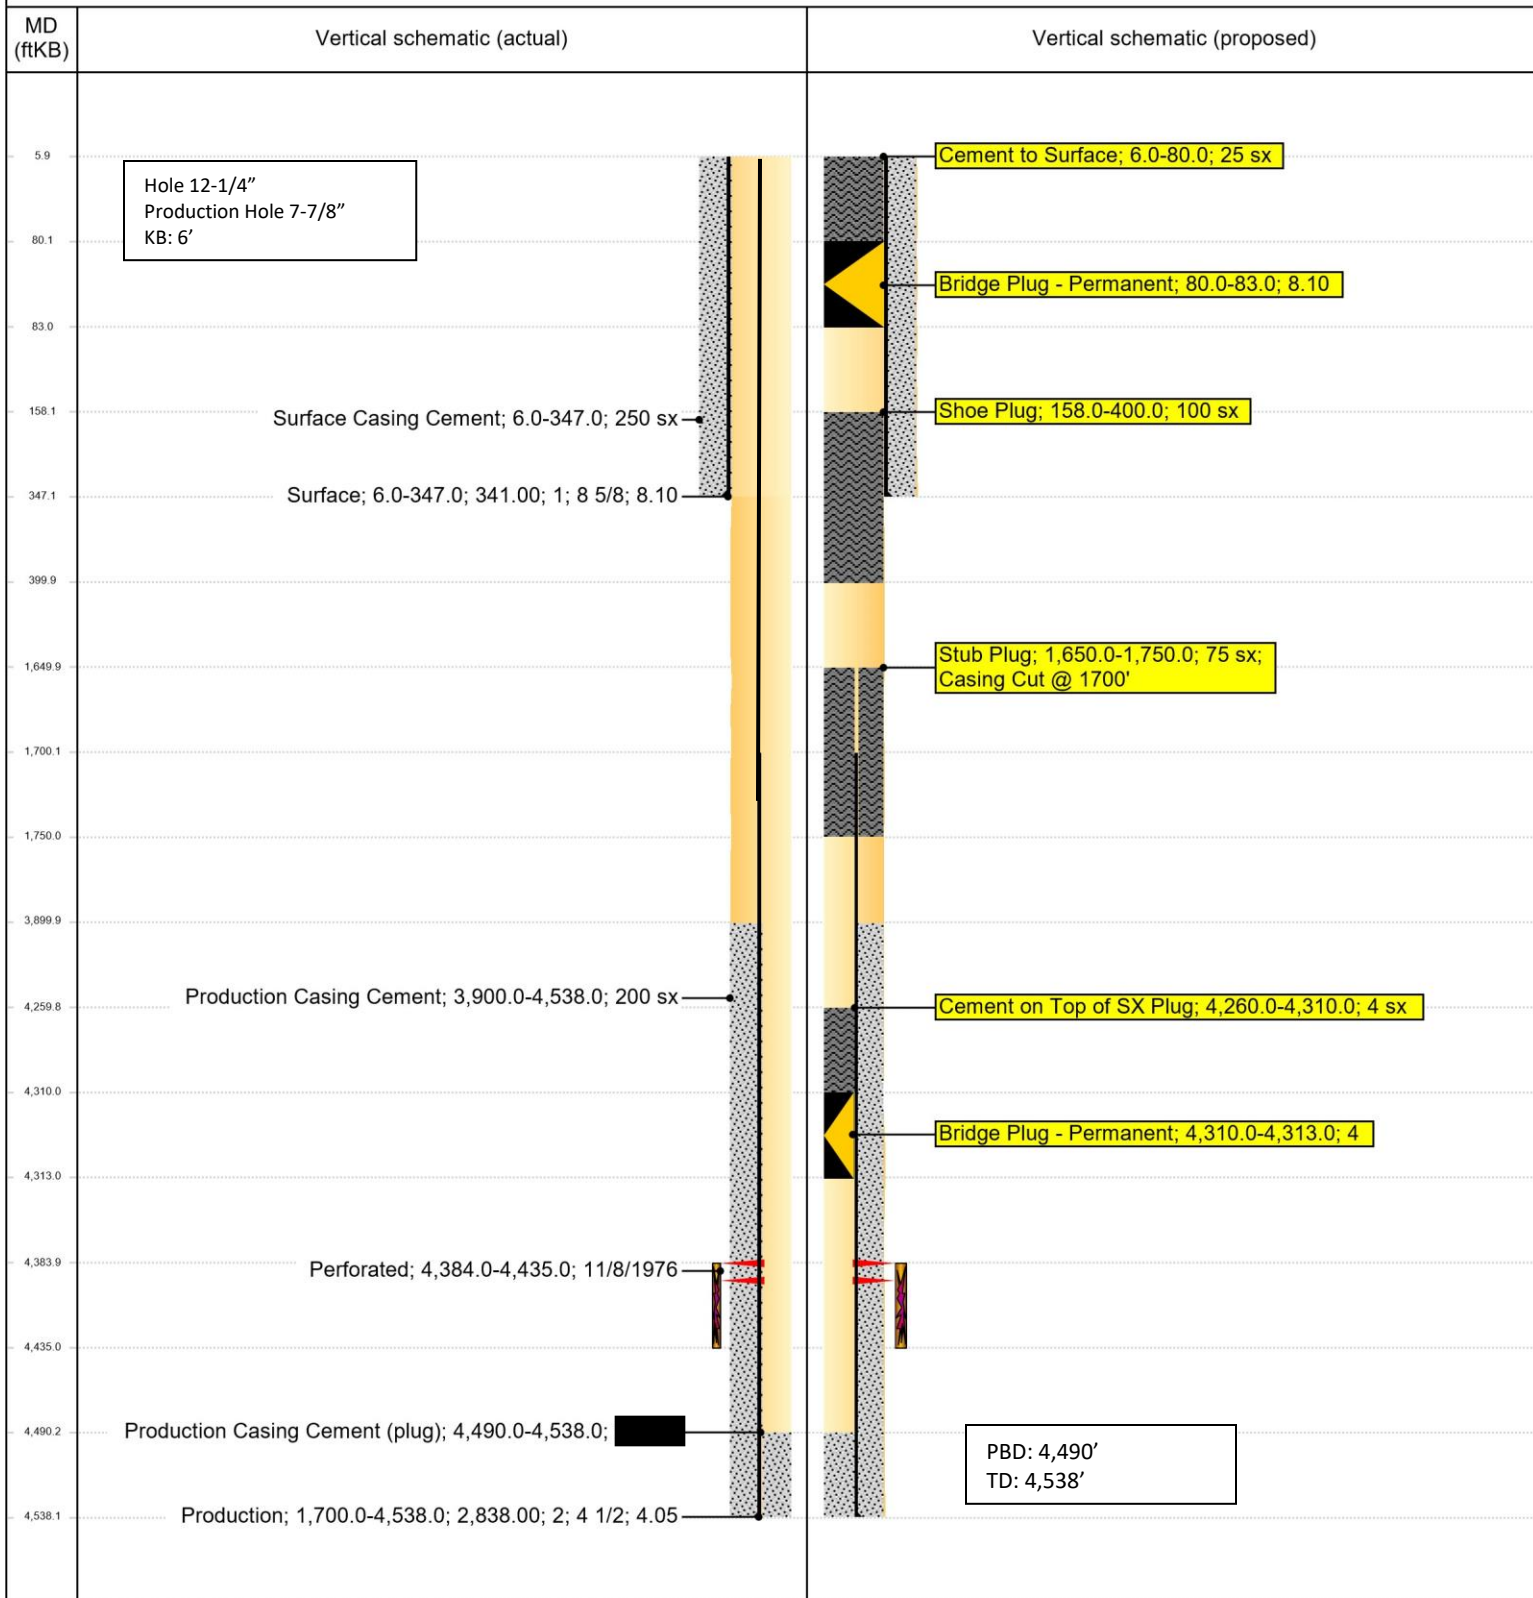 MD
(ftKB)
Vertical schematic (actual)
Vertical schematic (proposed)
5.9
80.1
83.0
158.1
347.1
399.9
1,649.9
1,700.1
1,750.0
3,899.9
4,259.8
4,310.0
4,313.0
4,383.9
4,435.0
4,490.2
4,538.1
Hole 12-1/4”
Production Hole 7-7/8”
KB: 6’
Surface Casing Cement; 6.0-347.0; 250 sx
Surface; 6.0-347.0; 341.00; 1; 8 5/8; 8.10
Production Casing Cement; 3,900.0-4,538.0; 200 sx
Perforated; 4,384.0-4,435.0; 11/8/1976
Production Casing Cement (plug); 4,490.0-4,538.0;
Production; 1,700.0-4,538.0; 2,838.00; 2; 4 1/2; 4.05
Cement to Surface; 6.0-80.0; 25 sx
Bridge Plug - Permanent; 80.0-83.0; 8.10
Shoe Plug; 158.0-400.0; 100 sx
Stub Plug; 1,650.0-1,750.0; 75 sx;
Casing Cut @ 1700'
Cement on Top of SX Plug; 4,260.0-4,310.0; 4 sx
Bridge Plug - Permanent; 4,310.0-4,313.0; 4
PBD: 4,490’
TD: 4,538’